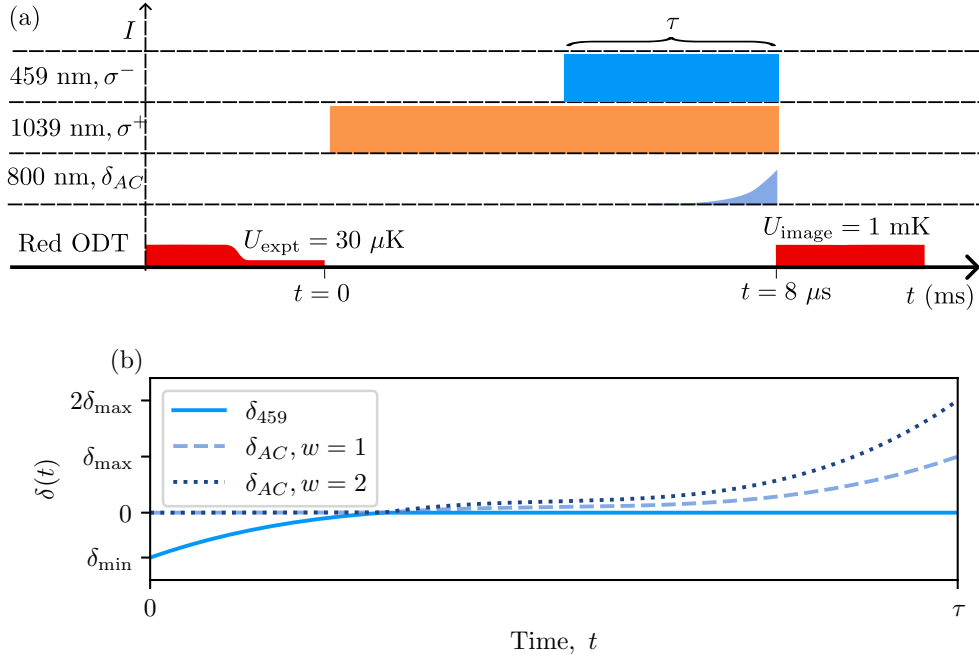 (a)
I
τ
459 nm, σ⁻
1039 nm, σ⁺
800 nm, δ_AC
Red ODT
U_expt = 30 μK
U_image = 1 mK
t = 0
t = 8 μs
t (ms)
(b)
2δ_max
δ_max
0
δ_min
δ(t)
δ_459
δ_AC, w = 1
δ_AC, w = 2
0
τ
Time, t